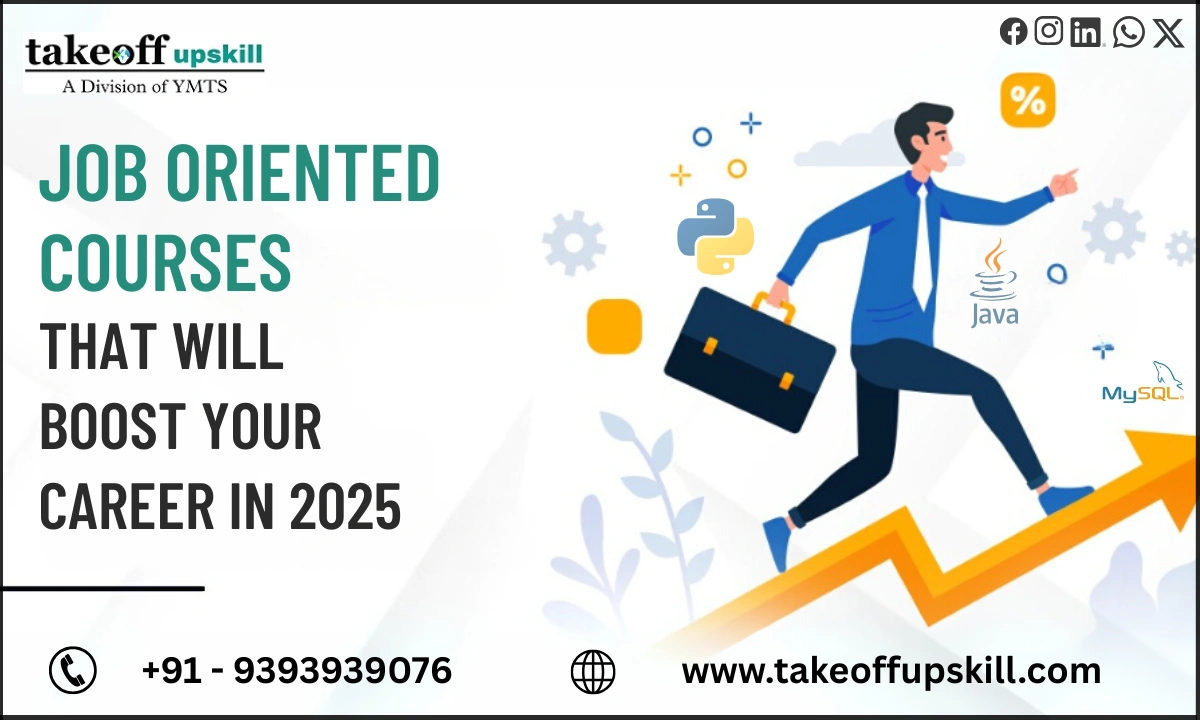 takeoff upskill
A Division of YMTS
JOB ORIENTED
COURSES
THAT WILL
BOOST YOUR
CAREER IN 2025
%
Java
MySQL®
in
+91 - 9393939076
www.takeoffupskill.com